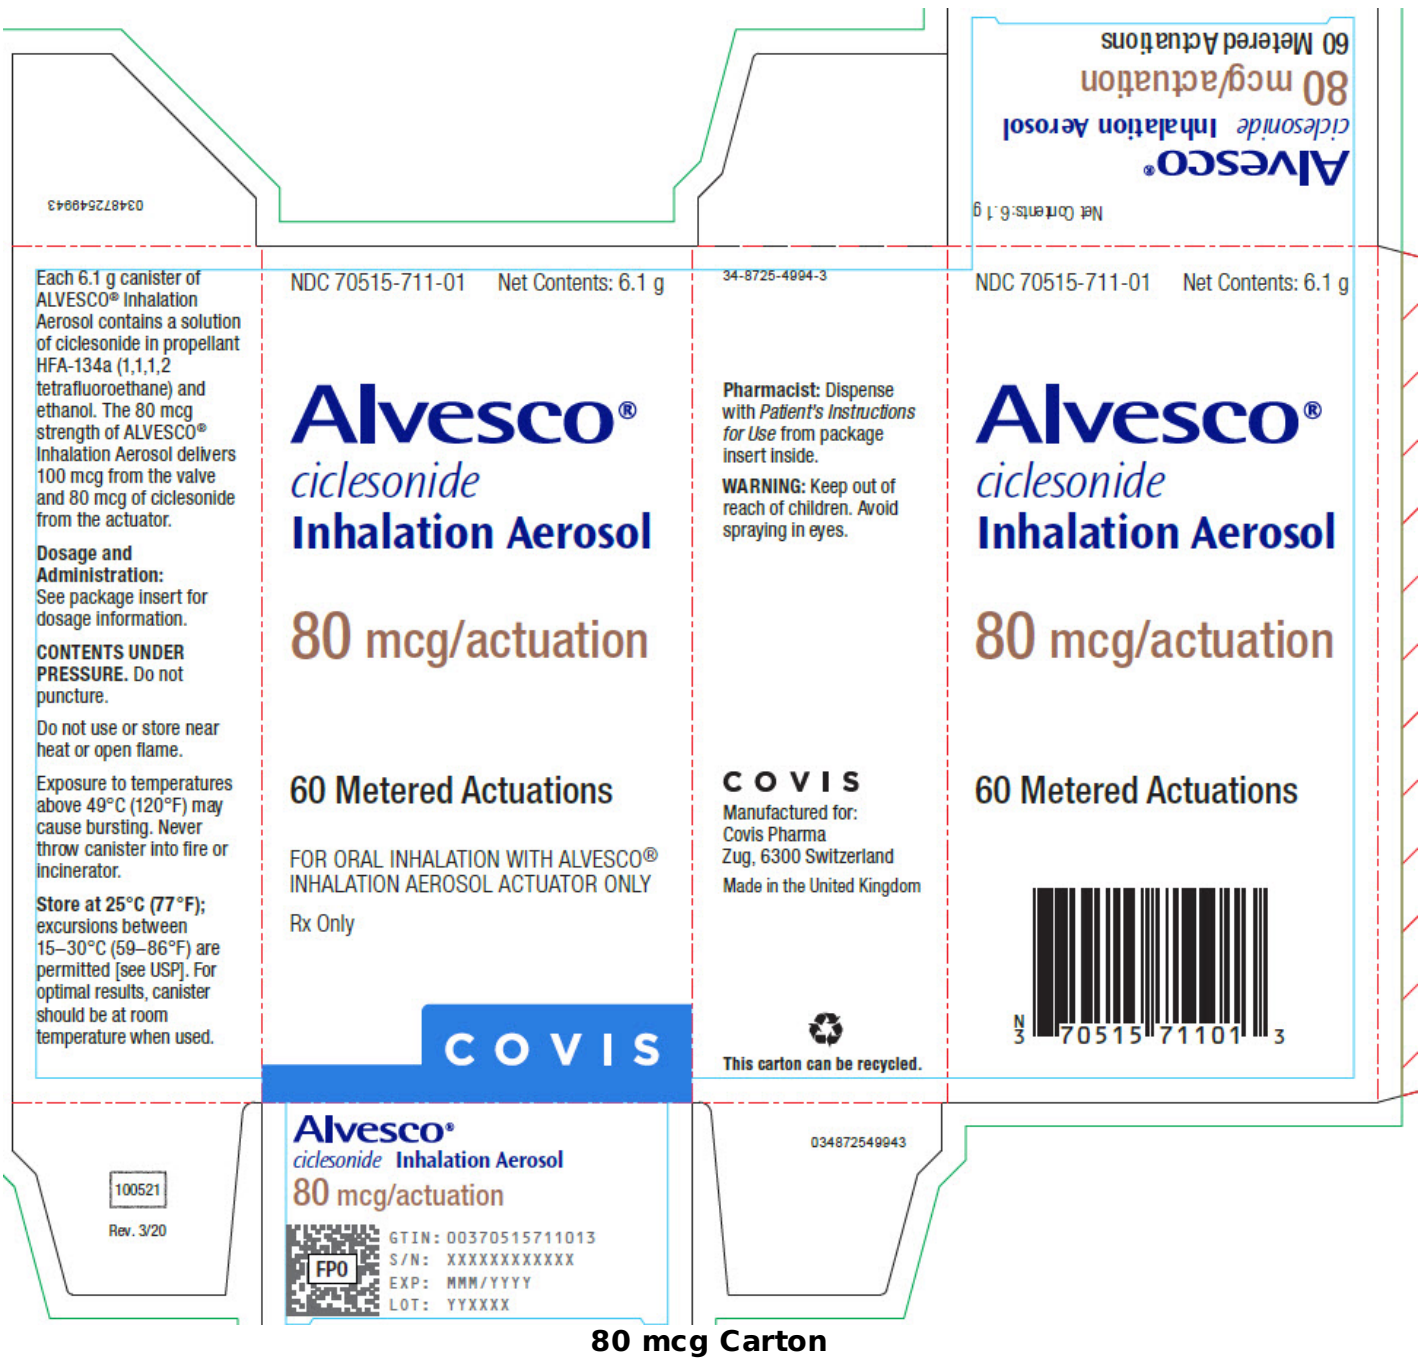 60 Metered Actuations
80 mcg/actuation
ciclesonide Inhalation Aerosol
Alvesco®
Net Contents:6.1 g
034872549943
Each 6.1 g canister of
ALVESCO® Inhalation
Aerosol contains a solution
of ciclesonide in propellant
HFA-134a (1,1,1,2
tetrafluoroethane) and
ethanol. The 80 mcg
strength of ALVESCO®
Inhalation Aerosol delivers
100 mcg from the valve
and 80 mcg of ciclesonide
from the actuator.
Dosage and
Administration:
See package insert for
dosage information.
CONTENTS UNDER
PRESSURE. Do not
puncture.
Do not use or store near
heat or open flame.
Exposure to temperatures
above 49°C (120°F) may
cause bursting. Never
throw canister into fire or
incinerator.
Store at 25°C (77°F);
excursions between
15–30°C (59–86°F) are
permitted [see USP]. For
optimal results, canister
should be at room
temperature when used.
NDC 70515-711-01 Net Contents: 6.1 g
Alvesco®
ciclesonide
Inhalation Aerosol
80 mcg/actuation
60 Metered Actuations
FOR ORAL INHALATION WITH ALVESCO®
INHALATION AEROSOL ACTUATOR ONLY
Rx Only
COVIS
34-8725-4994-3
Pharmacist: Dispense
with Patient's Instructions
for Use from package
insert inside.
WARNING: Keep out of
reach of children. Avoid
spraying in eyes.
COVIS
Manufactured for:
Covis Pharma
Zug, 6300 Switzerland
Made in the United Kingdom
This carton can be recycled.
NDC 70515-711-01 Net Contents: 6.1 g
Alvesco®
ciclesonide
Inhalation Aerosol
80 mcg/actuation
60 Metered Actuations
N
3 70515 71101 3
100521
Rev. 3/20
Alvesco®
ciclesonide Inhalation Aerosol
80 mcg/actuation
FPO
GTIN: 00370515711013
S/N: XXXXXXXXXXXX
EXP: MMM/YYYY
LOT: YYXXXX
034872549943
80 mcg Carton